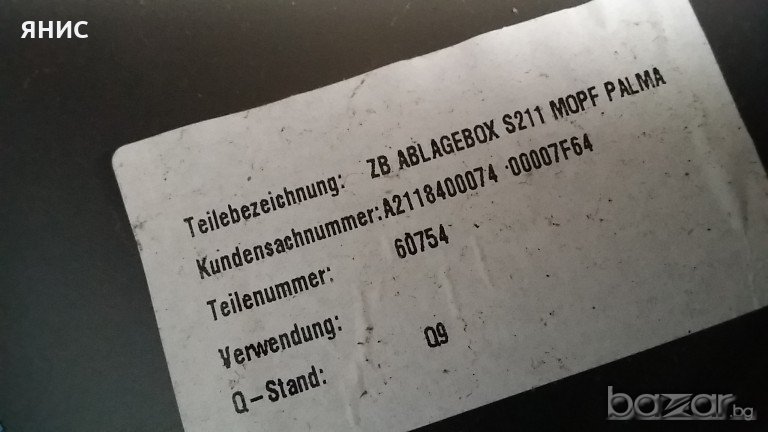 ЯНИС
Teilebezeichnung: ZB ABLAGEBOX S211 MOPF PALMA
Kundensachnummer: A2118400074 00007F64
Teilenummer: 60754
Verwendung:
Q-Stand: Q9
bazar.bg